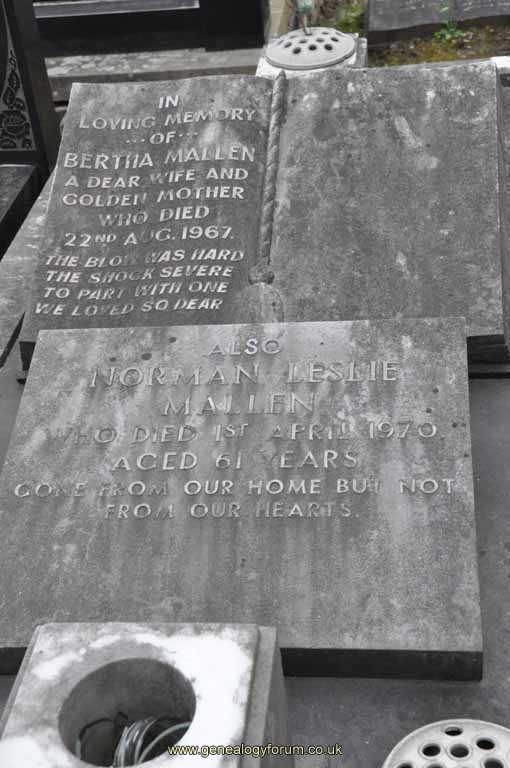 IN
LOVING MEMORY
... OF ...
BERTHA MALLEN
A DEAR WIFE AND
GOLDEN MOTHER
WHO DIED
22ND AUG. 1967.
THE BLOW WAS HARD
THE SHOCK SEVERE
TO PART WITH ONE
WE LOVED SO DEAR
ALSO
NORMAN LESLIE
MALLEN
WHO DIED 1ST APRIL 1970.
AGED 61 YEARS
GONE FROM OUR HOME BUT NOT
FROM OUR HEARTS.
www.genealogyforum.co.uk